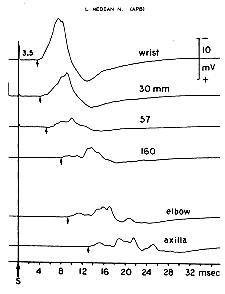 L MEDIAN N. (APB)
3.5
wrist
10
mV
+
30 mm
57
160
elbow
axilla
4 8 12 16 20 24 28 32 msec
S